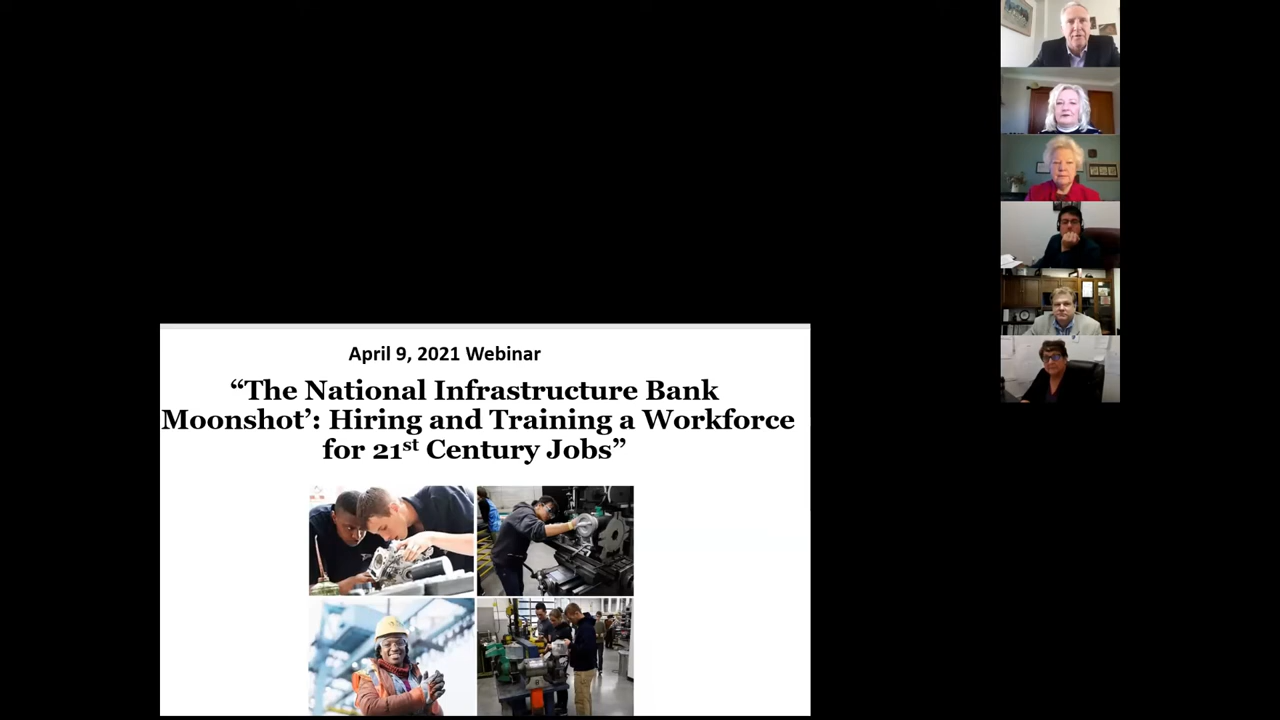 April 9, 2021 Webinar
“The National Infrastructure Bank
Moonshot’: Hiring and Training a Workforce
for 21st Century Jobs”